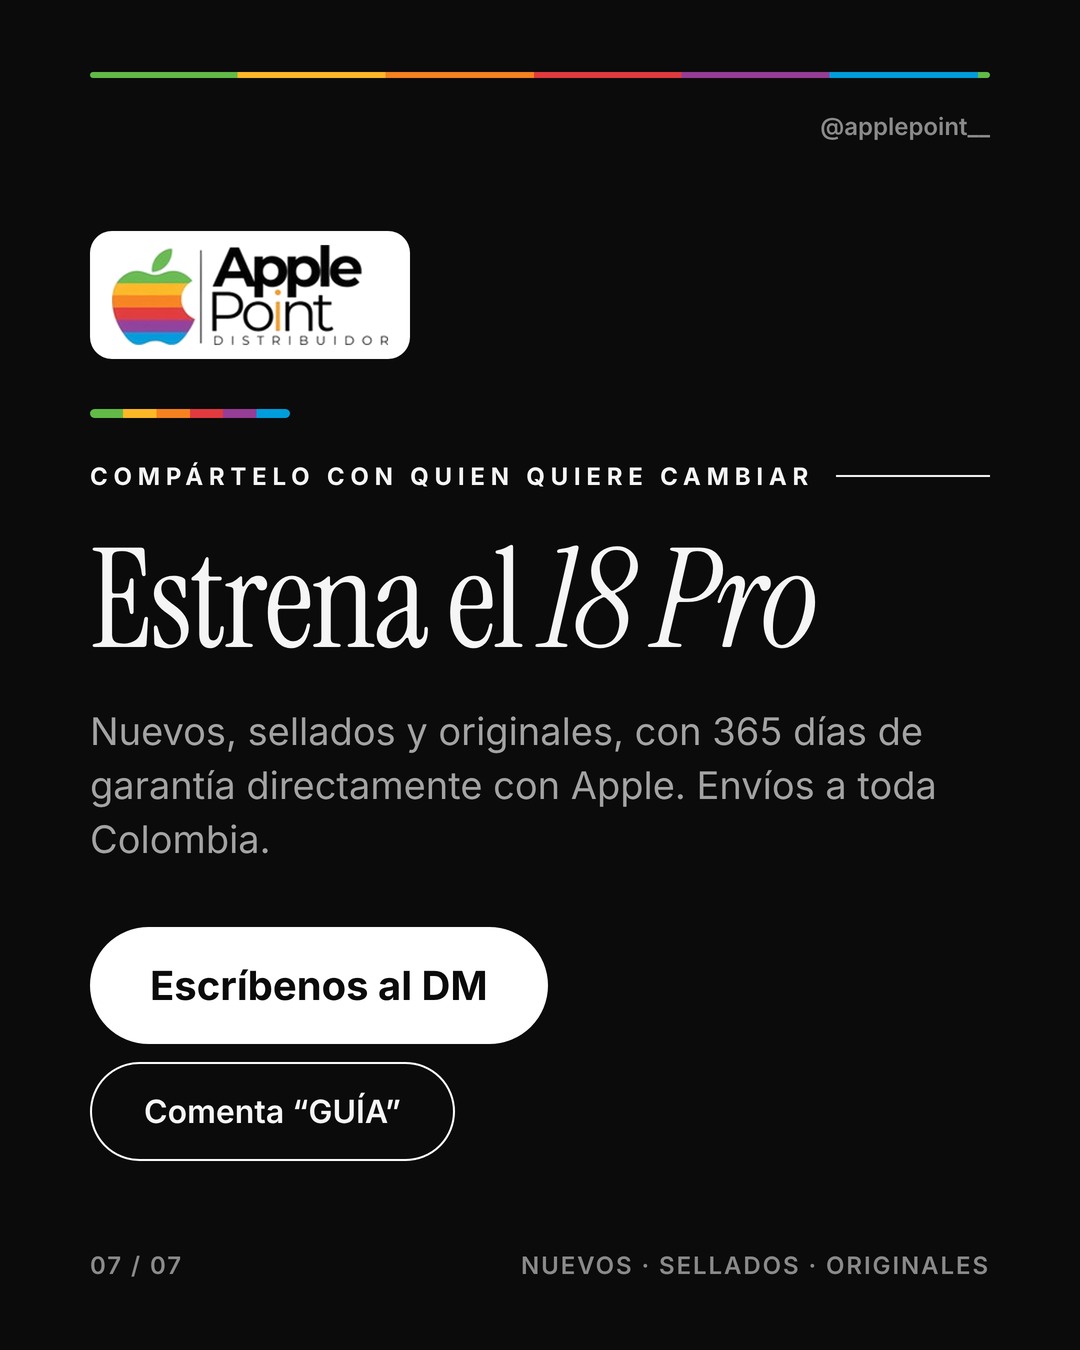 @applepoint__
Apple
Point
DISTRIBUIDOR
COMPÁRTELO CON QUIEN QUIERE CAMBIAR
Estrena el 18 Pro
Nuevos, sellados y originales, con 365 días de
garantía directamente con Apple. Envíos a toda
Colombia.
Escríbenos al DM
Comenta “GUÍA”
07 / 07
NUEVOS · SELLADOS · ORIGINALES